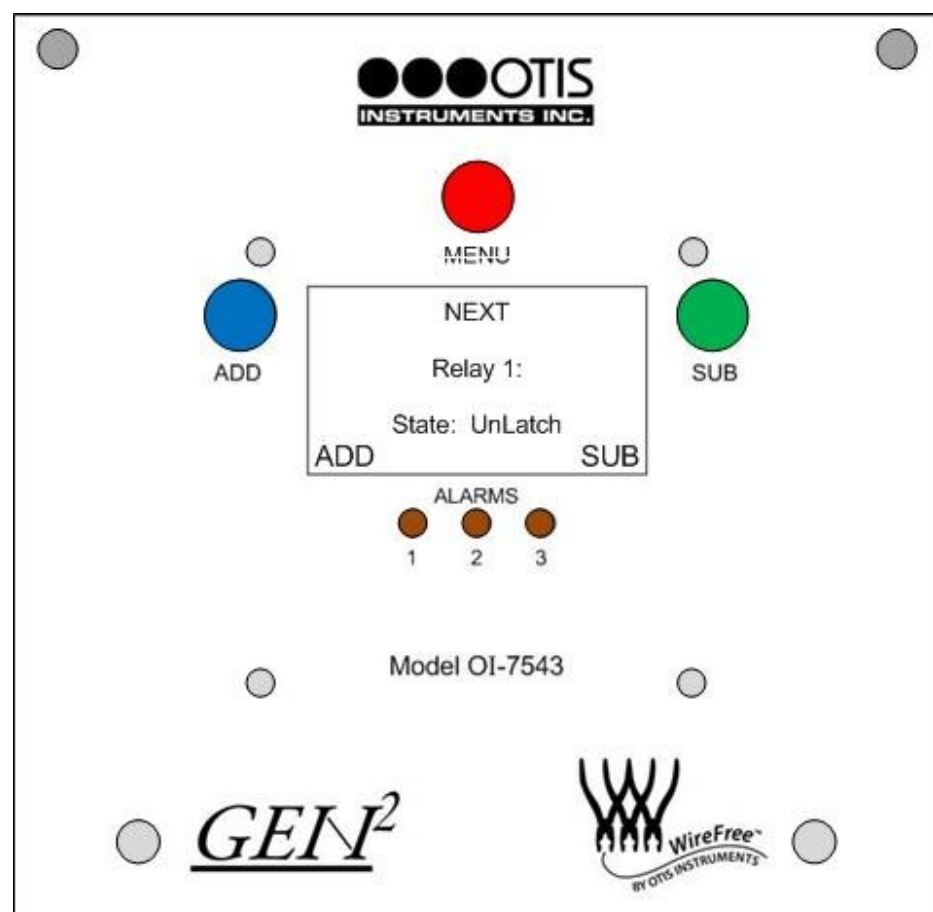 OTIS
INSTRUMENTS INC.
MENU
NEXT
ADD
Relay 1:
SUB
State: UnLatch
ADD SUB
ALARMS
1 2 3
Model OI-7543
GEN²
WireFree™
BY OTIS INSTRUMENTS